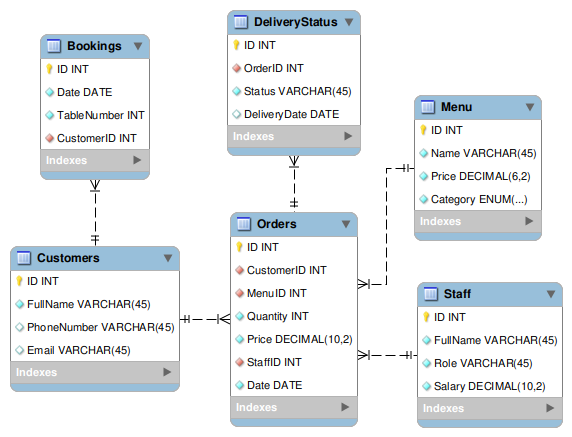 Bookings
ID INT
Date DATE
TableNumber INT
CustomerID INT
Indexes
DeliveryStatus
ID INT
OrderID INT
Status VARCHAR(45)
DeliveryDate DATE
Indexes
Menu
ID INT
Name VARCHAR(45)
Price DECIMAL(6,2)
Category ENUM(...)
Indexes
Customers
ID INT
FullName VARCHAR(45)
PhoneNumber VARCHAR(45)
Email VARCHAR(45)
Indexes
Orders
ID INT
CustomerID INT
MenuID INT
Quantity INT
Price DECIMAL(10,2)
StaffID INT
Date DATE
Indexes
Staff
ID INT
FullName VARCHAR(45)
Role VARCHAR(45)
Salary DECIMAL(10,2)
Indexes